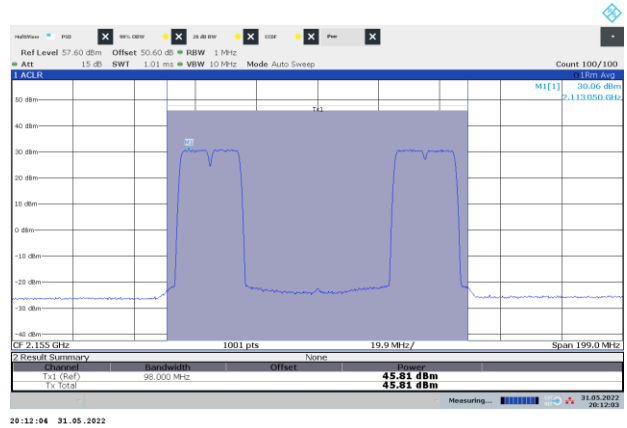 MultiView PSD X 99% OBW X 26 dB BW X CCDF X Pwr X
Ref Level 57.60 dBm Offset 50.60 dB RBW 1 MHz
Att 15 dB SWT 1.01 ms VBW 10 MHz Mode Auto Sweep Count 100/100
1 ACLR 1Rm Avg
M1[1] 30.06 dBm
2.113 050 GHz
50 dBm
Tx1
40 dBm
M1
30 dBm
20 dBm
10 dBm
0 dBm
-10 dBm
-20 dBm
-30 dBm
-40 dBm
CF 2.155 GHz 1001 pts 19.9 MHz/ Span 199.0 MHz
2 Result Summary None
Channel Bandwidth Offset Power
Tx1 (Ref) 98.000 MHz 45.81 dBm
Tx Total 45.81 dBm
Measuring... 31.05.2022
20:12:03
20:12:04 31.05.2022